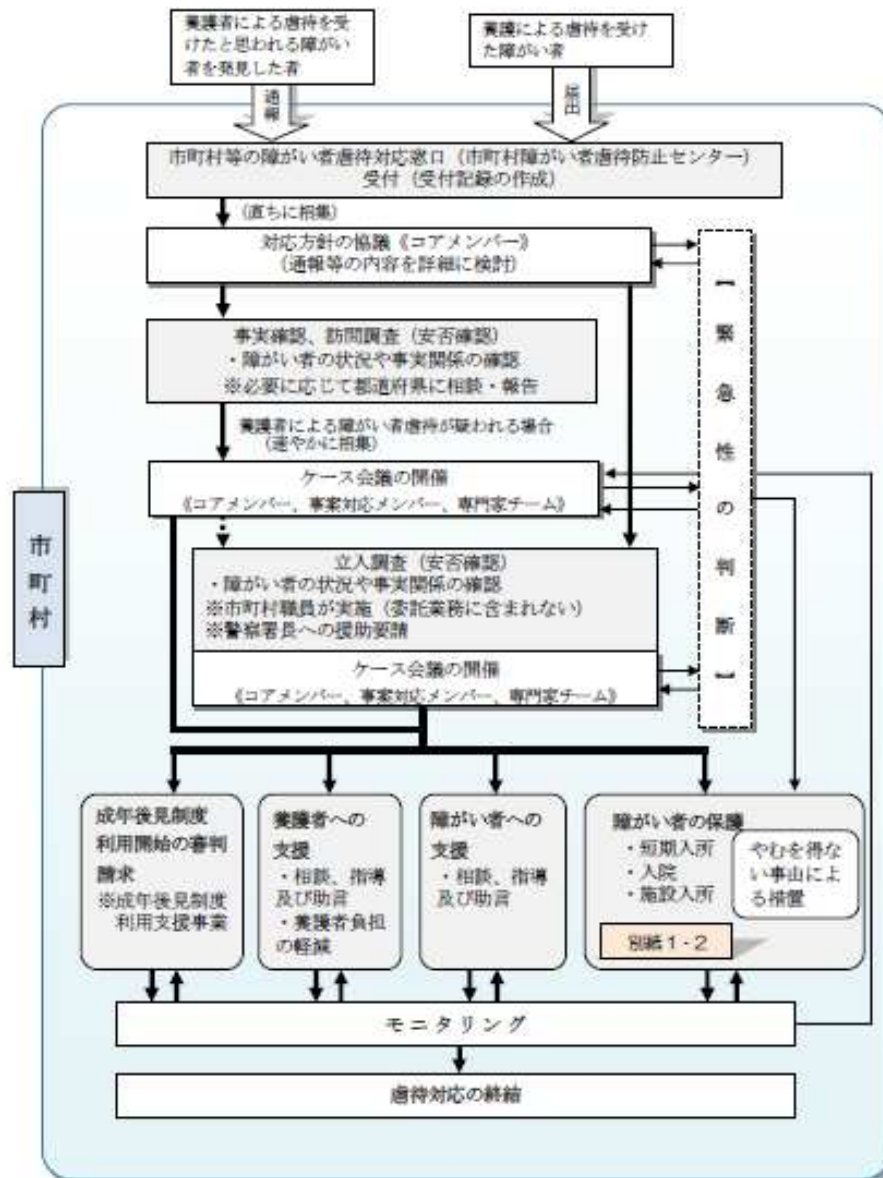 養護者による虐待を受
けたと思われる障がい
者を発見した者
養護による虐待を受け
た障がい者
通報
届出
市町村等の障がい者虐待対応窓口（市町村障がい者虐待防止センター）
受付（受付記録の作成）
(直ちに招集)
対応方針の協議《コアメンバー》
（通報等の内容を詳細に検討）
事実確認、訪問調査（安否確認）
・障がい者の状況や事実関係の確認
※必要に応じて都道府県に相談・報告
養護者による障がい者虐待が疑われる場合
（速やかに招集）
ケース会議の開催
《コアメンバー、事案対応メンバー、専門家チーム》
【緊急性の判断】
市町村
立入調査（安否確認）
・障がい者の状況や事実関係の確認
※市町村職員が実施（委託業務に含まれない）
※警察署長への援助要請
ケース会議の開催
《コアメンバー、事案対応メンバー、専門家チーム》
成年後見制度
利用開始の審判
請求
※成年後見制度
利用支援事業
養護者への
支援
・相談、指導
及び助言
・養護者負担
の軽減
障がい者への
支援
・相談、指導
及び助言
障がい者の保護
・短期入所
・入院
・施設入所
やむを得な
い事由によ
る措置
別紙１-２
モニタリング
虐待対応の終結